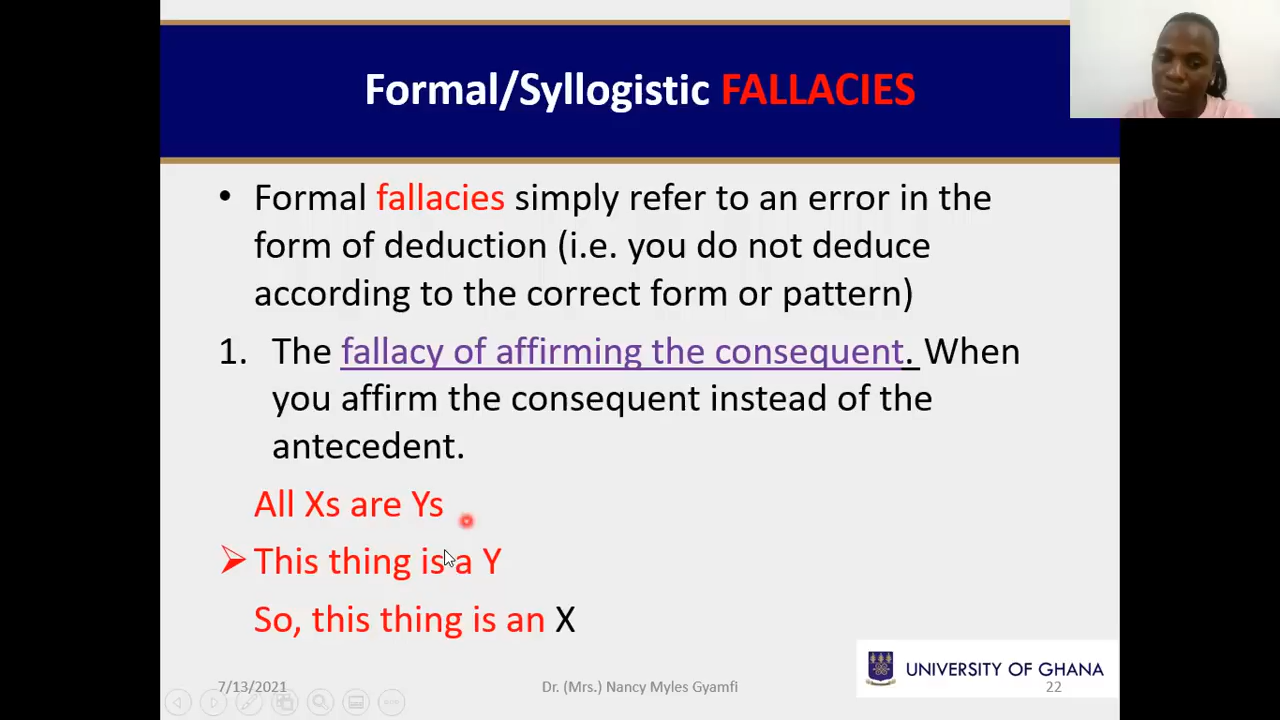 Formal/Syllogistic FALLACIES
• Formal fallacies simply refer to an error in the
form of deduction (i.e. you do not deduce
according to the correct form or pattern)
1. The fallacy of affirming the consequent. When
you affirm the consequent instead of the
antecedent.
All Xs are Ys
➢ This thing is a Y
So, this thing is an X
UNIVERSITY OF GHANA
7/13/2021
Dr. (Mrs.) Nancy Myles Gyamfi
22